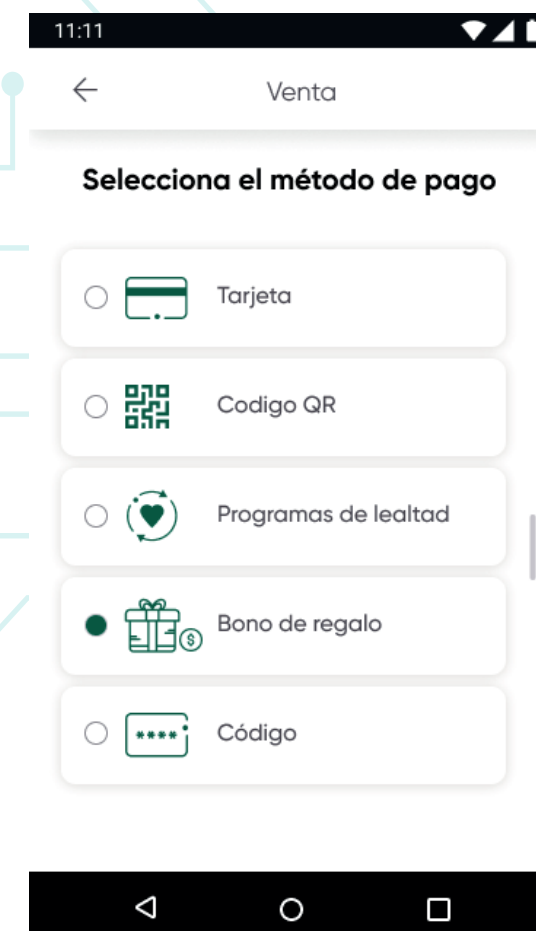 11:11
Venta
Selecciona el método de pago
Tarjeta
Codigo QR
Programas de lealtad
Bono de regalo
$
Código
****